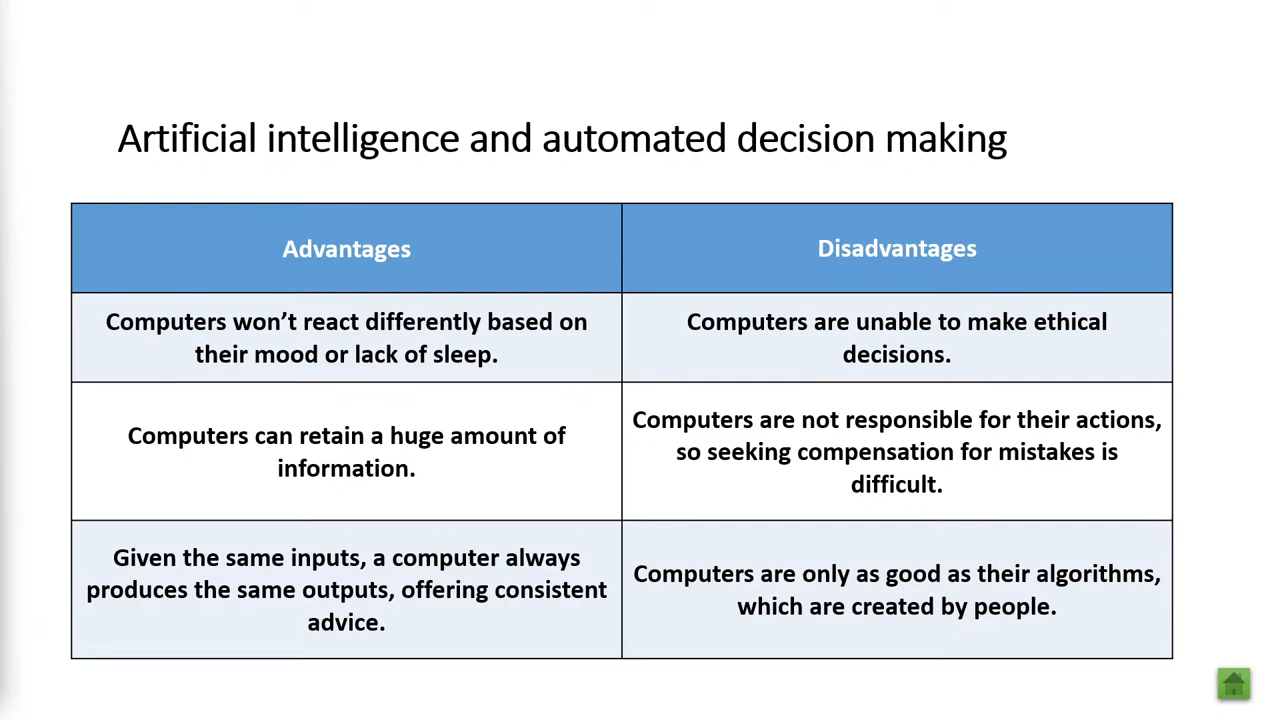 Artificial intelligence and automated decision making
Advantages
Disadvantages
Computers won’t react differently based on
their mood or lack of sleep.
Computers are unable to make ethical
decisions.
Computers can retain a huge amount of
information.
Computers are not responsible for their actions,
so seeking compensation for mistakes is
difficult.
Given the same inputs, a computer always
produces the same outputs, offering consistent
advice.
Computers are only as good as their algorithms,
which are created by people.